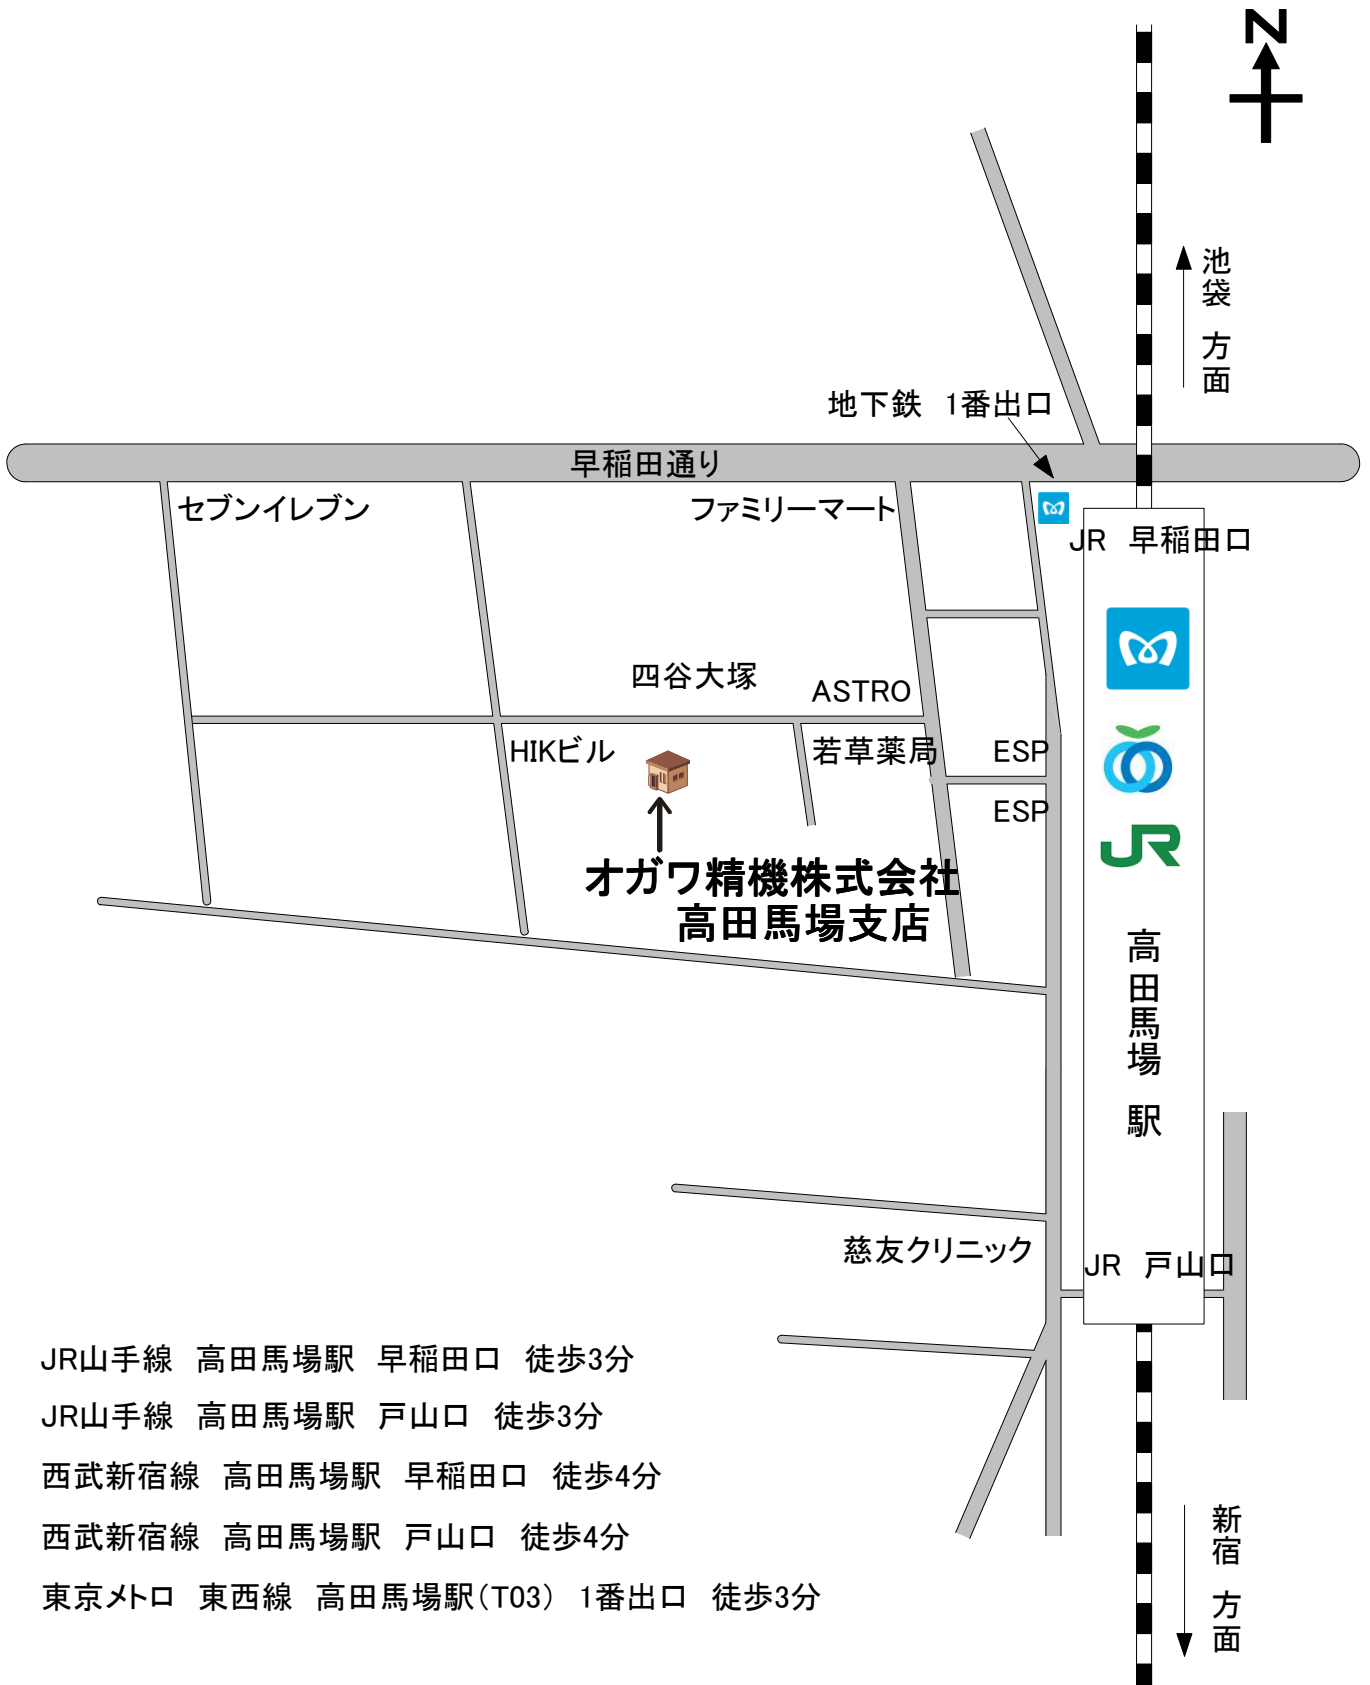 N
池袋 方面
地下鉄 1番出口
早稲田通り
セブンイレブン
ファミリーマート
JR 早稲田口
四谷大塚
ASTRO
HIKビル
若草薬局
ESP
ESP
JR
オガワ精機株式会社
高田馬場支店
高田馬場 駅
慈友クリニック
JR 戸山口
JR山手線 高田馬場駅 早稲田口 徒歩3分
JR山手線 高田馬場駅 戸山口 徒歩3分
西武新宿線 高田馬場駅 早稲田口 徒歩4分
西武新宿線 高田馬場駅 戸山口 徒歩4分
東京メトロ 東西線 高田馬場駅(T03) 1番出口 徒歩3分
新宿 方面